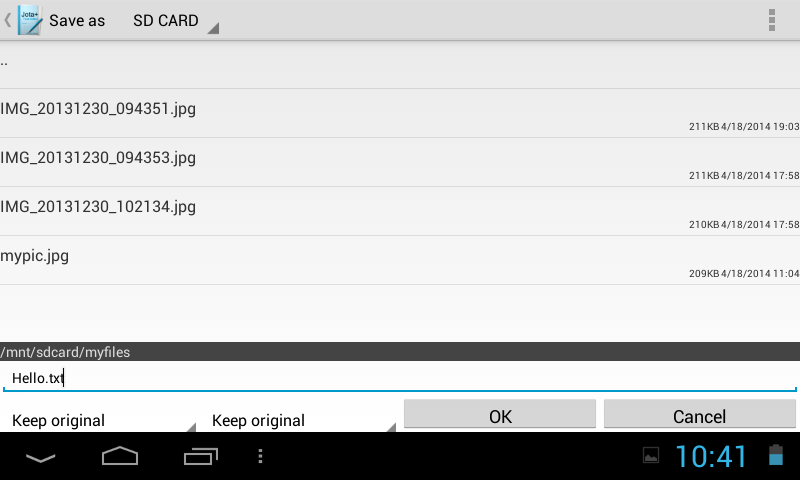 Jota+ Save as SD CARD
..
IMG_20131230_094351.jpg
211KB 4/18/2014 19:03
IMG_20131230_094353.jpg
211KB 4/18/2014 17:58
IMG_20131230_102134.jpg
210KB 4/18/2014 17:58
mypic.jpg
209KB 4/18/2014 11:04
/mnt/sdcard/myfiles
Hello.txt
Keep original Keep original OK Cancel
10:41